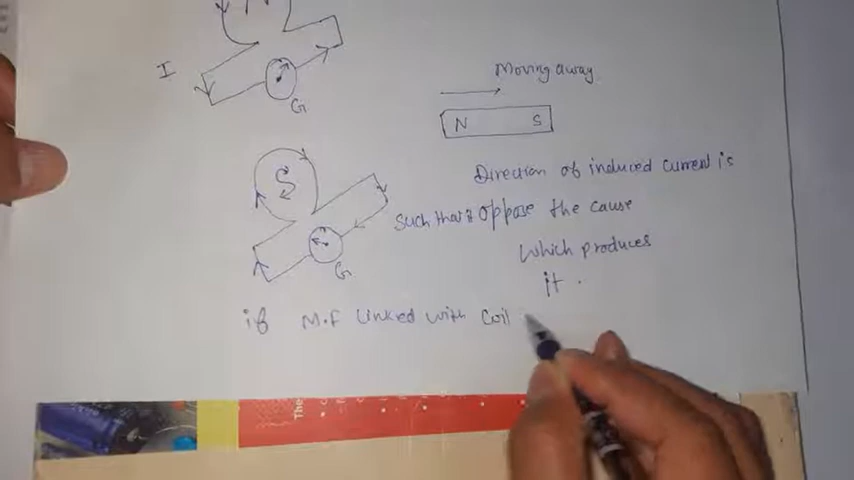 I
G
Moving away
N S
Direction of induced current is
such that it oppose the cause
which produces
it .
S
G
if M.F Linked with Coil
The